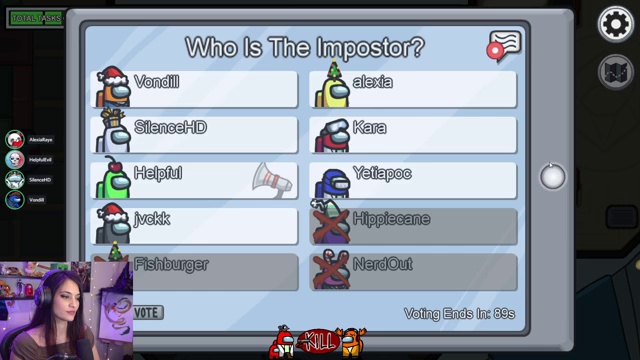 TOTAL TASKS
Who Is The Impostor?
Vondill
alexia
SilenceHD
Kara
Helpful
Yetiapoc
jvckk
Hippiecane
Fishburger
NerdOut
VOTE
Voting Ends In: 89s
AlexiaRaye
HelpfulEvil
SilenceHD
Vondill
KILL